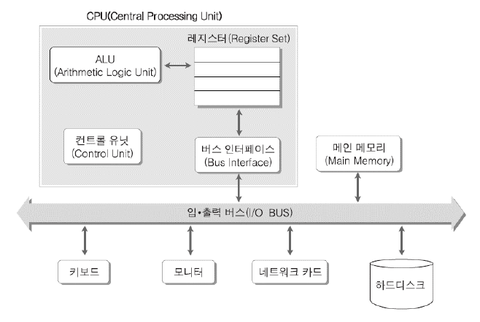 CPU(Central Processing Unit)
레지스터(Register Set)
ALU
(Arithmetic Logic Unit)
컨트롤 유닛
(Control Unit)
버스 인터페이스
(Bus Interface)
메인 메모리
(Main Memory)
입•출력 버스(I/O BUS)
키보드
모니터
네트워크 카드
하드디스크